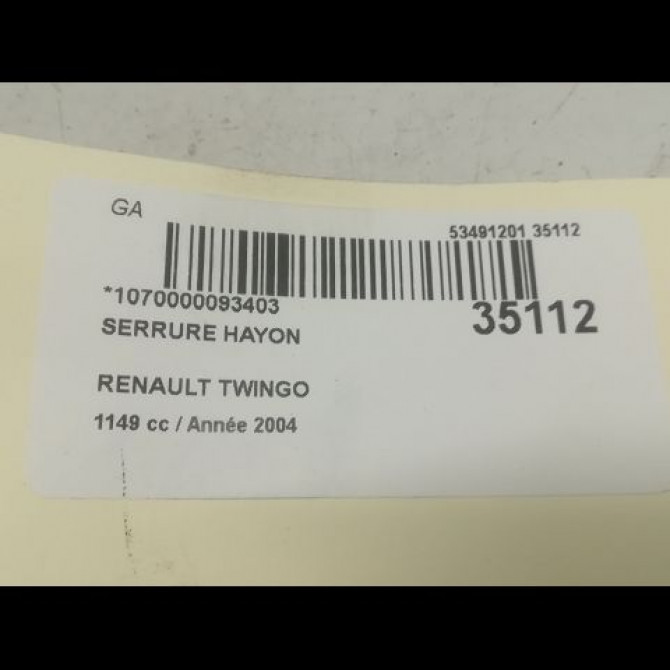 GA
53491201 35112
*1070000093403
35112
SERRURE HAYON
RENAULT TWINGO
1149 cc / Année 2004